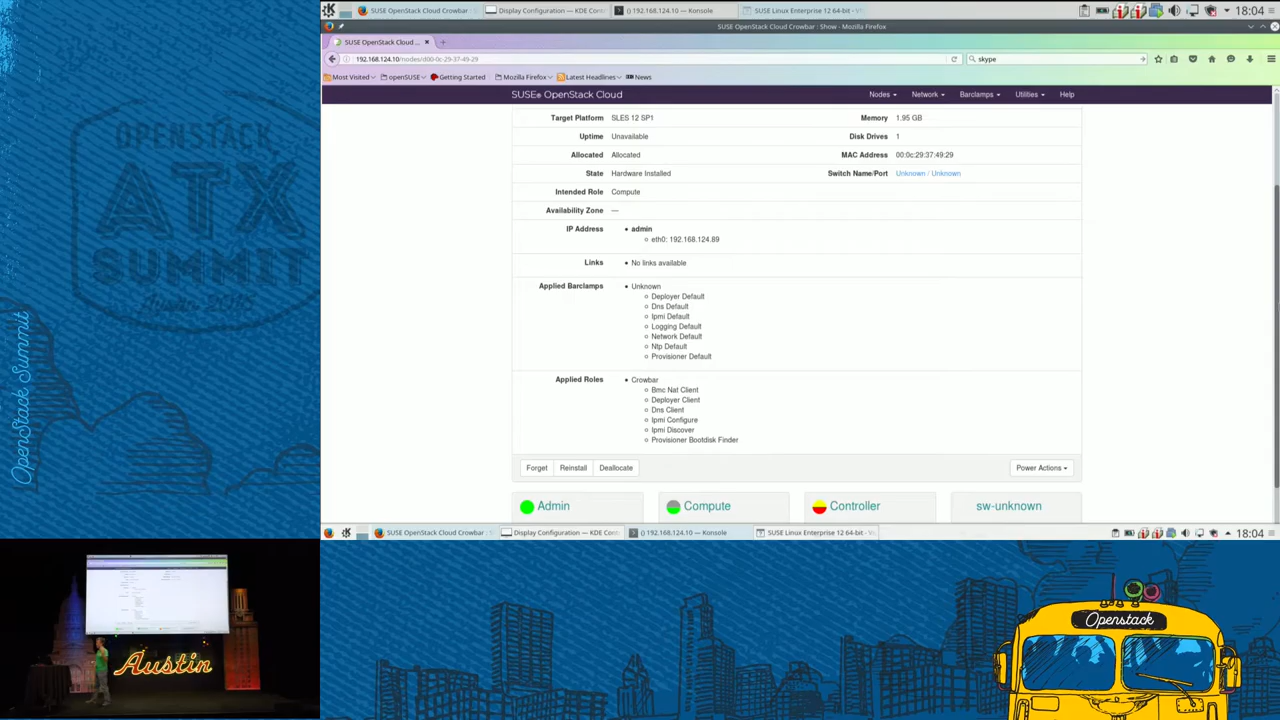 SUSE OpenStack Cloud Crowbar :
Display Configuration — KDE Cont
() 192.168.124.10 — Konsole
SUSE Linux Enterprise 12 64-bit - V
18:04
SUSE OpenStack Cloud Crowbar : Show - Mozilla Firefox
SUSE OpenStack Cloud ...
192.168.124.10/nodes/d00-0c-29-37-49-29
skype
Most Visited
openSUSE
Getting Started
Mozilla Firefox
Latest Headlines
News
SUSE® OpenStack Cloud
Nodes
Network
Barclamps
Utilities
Help
Target Platform SLES 12 SP1
Memory 1.95 GB
Uptime Unavailable
Disk Drives 1
Allocated Allocated
MAC Address 00:0c:29:37:49:29
State Hardware Installed
Switch Name/Port Unknown / Unknown
Intended Role Compute
Availability Zone —
IP Address admin
eth0: 192.168.124.89
Links No links available
Applied Barclamps Unknown
Deployer Default
Dns Default
Ipmi Default
Logging Default
Network Default
Ntp Default
Provisioner Default
Applied Roles Crowbar
Bmc Nat Client
Deployer Client
Dns Client
Ipmi Configure
Ipmi Discover
Provisioner Bootdisk Finder
Forget
Reinstall
Deallocate
Power Actions
Admin
Compute
Controller
sw-unknown
SUSE OpenStack Cloud Crowbar :
Display Configuration — KDE Cont
() 192.168.124.10 — Konsole
SUSE Linux Enterprise 12 64-bit - V
18:04
OPENSTACK
ATX
SUMMIT
Austin
OpenStack Summit
Austin
Openstack